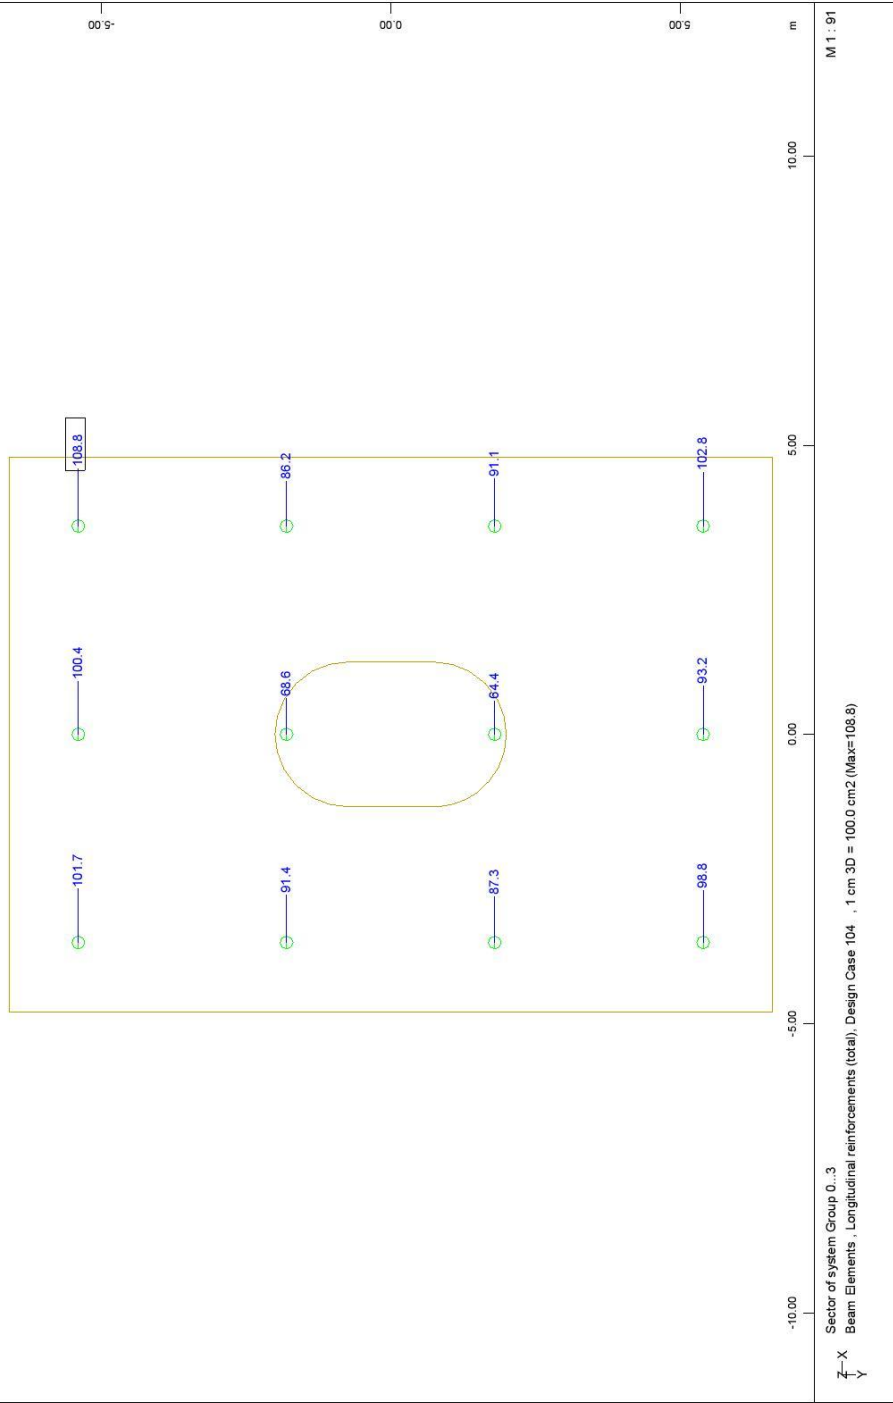 -5.00
101.7 100.4 108.8
91.4 68.6 86.2
0.00
87.3 64.4 91.1
5.00
98.8 93.2 102.8
-10.00 -5.00 0.00 5.00 10.00 m
Sector of system Group 0...3 M 1 : 91
Z X
Beam Elements , Longitudinal reinforcements (total), Design Case 104 , 1 cm 3D = 100.0 cm2 (Max=108.8)
Y